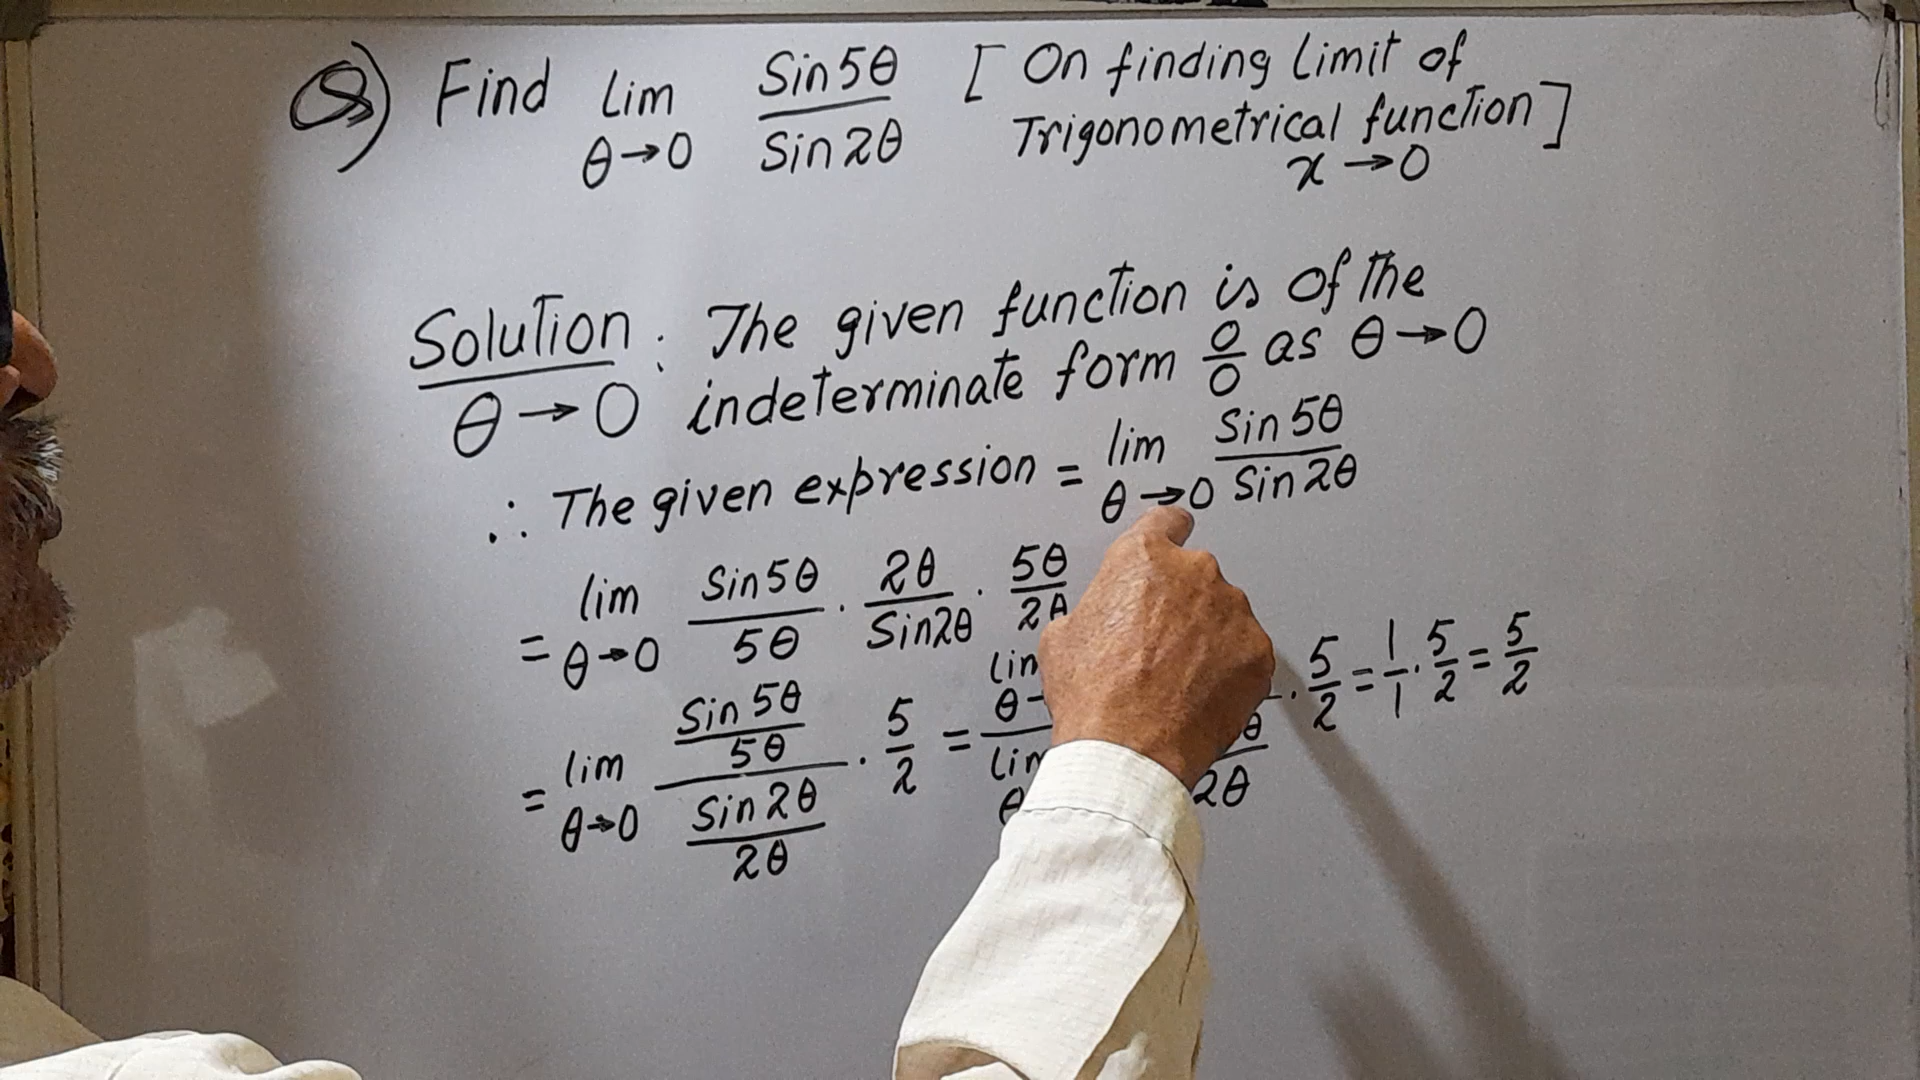 Q) Find lim θ→0 Sin5θ/Sin2θ [On finding limit of
Trigonometrical function]
x→0
Solution: The given function is of the
θ→0 indeterminate form 0/0 as θ→0
∴ The given expression = lim θ→0 Sin5θ/Sin2θ
= lim θ→0 Sin5θ/5θ · 2θ/Sin2θ · 5θ/2θ
= lim θ→0 (Sin5θ/5θ)/(Sin2θ/2θ) · 5/2 = · 5/2 = 1/1 · 5/2 = 5/2